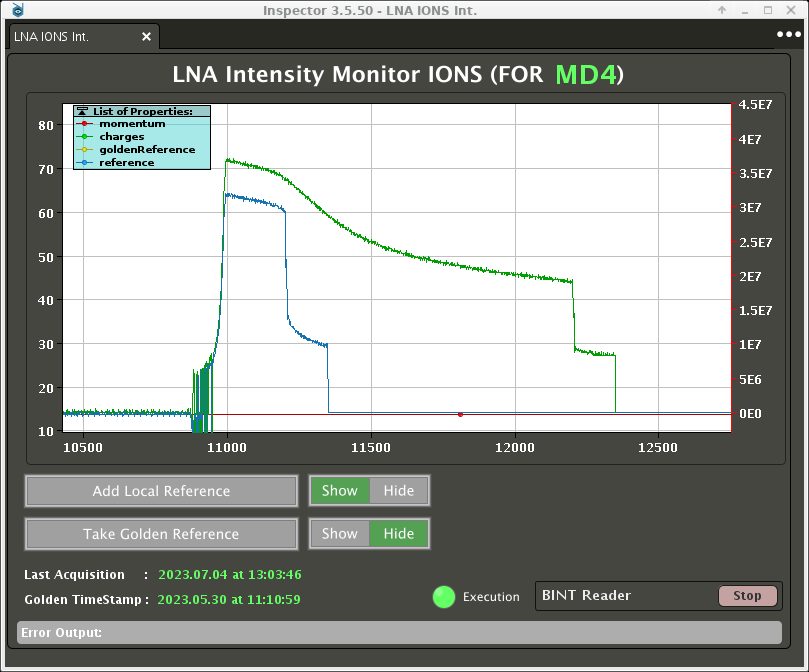 Inspector 3.5.50 - LNA IONS Int.
LNA IONS Int. ✕
LNA Intensity Monitor IONS (FOR MD4)
List of Properties:
momentum
charges
goldenReference
reference
80
70
60
50
40
30
20
10
4.5E7
4E7
3.5E7
3E7
2.5E7
2E7
1.5E7
1E7
5E6
0E0
10500 11000 11500 12000 12500
Add Local Reference Show Hide
Take Golden Reference Show Hide
Last Acquisition : 2023.07.04 at 13:03:46
Golden TimeStamp : 2023.05.30 at 11:10:59
Execution BINT Reader Stop
Error Output: